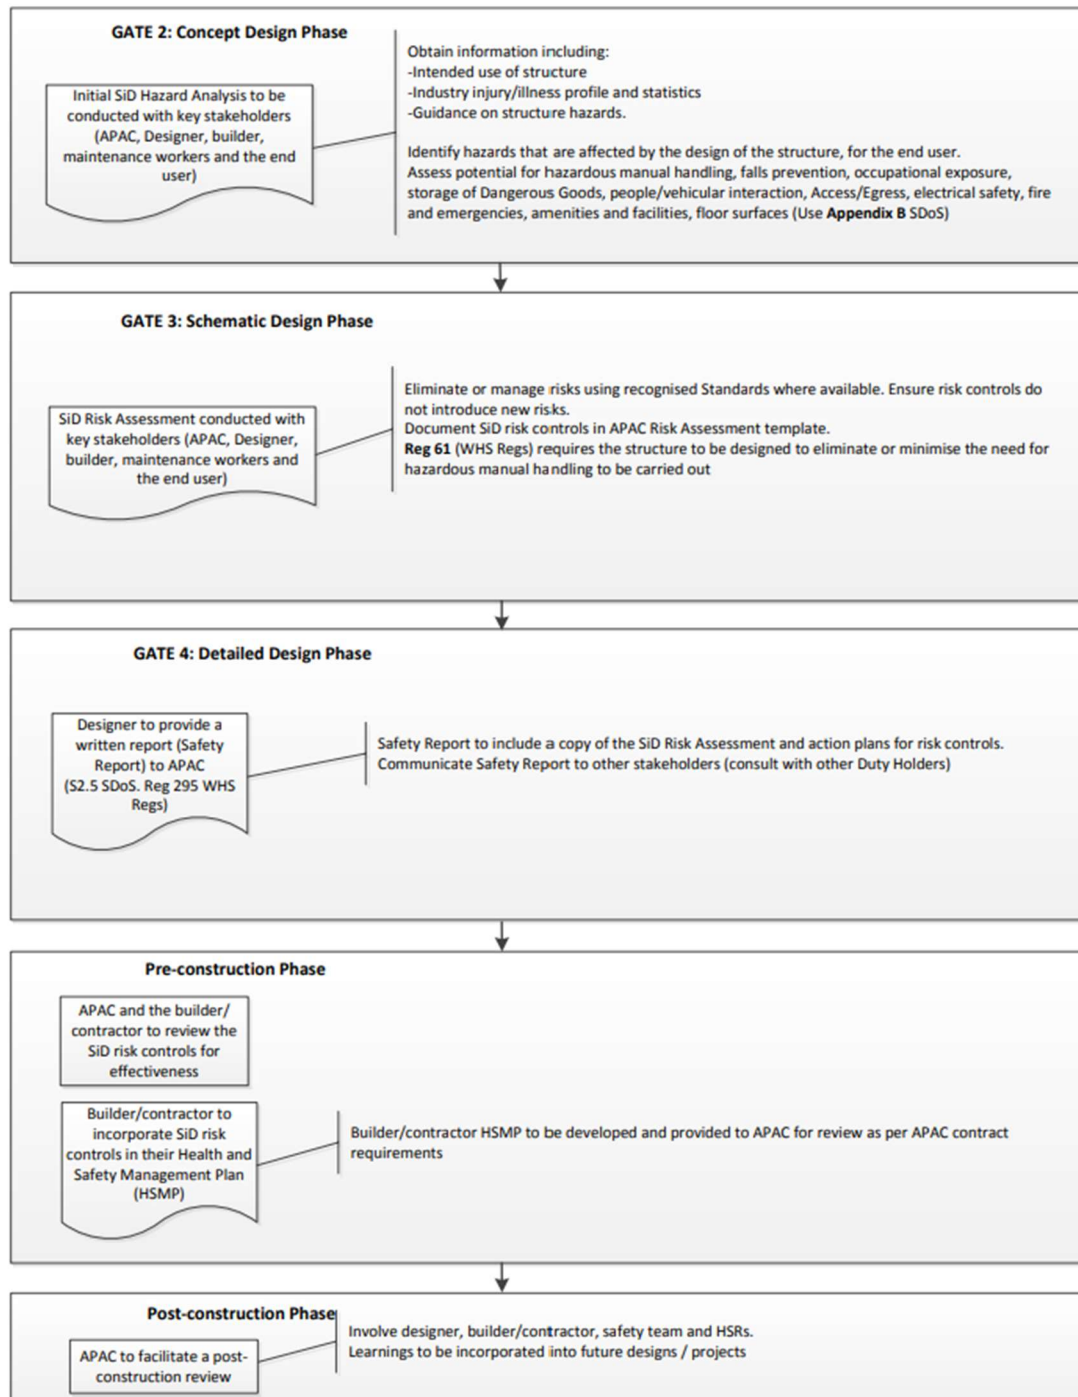 GATE 2: Concept Design Phase
Initial SiD Hazard Analysis to be
conducted with key stakeholders
(APAC, Designer, builder,
maintenance workers and the end
user)
Obtain information including:
-Intended use of structure
-Industry injury/illness profile and statistics
-Guidance on structure hazards.
Identify hazards that are affected by the design of the structure, for the end user.
Assess potential for hazardous manual handling, falls prevention, occupational exposure,
storage of Dangerous Goods, people/vehicular interaction, Access/Egress, electrical safety, fire
and emergencies, amenities and facilities, floor surfaces (Use Appendix B SDoS)
GATE 3: Schematic Design Phase
SiD Risk Assessment conducted with
key stakeholders (APAC, Designer,
builder, maintenance workers and
the end user)
Eliminate or manage risks using recognised Standards where available. Ensure risk controls do
not introduce new risks.
Document SiD risk controls in APAC Risk Assessment template.
Reg 61 (WHS Regs) requires the structure to be designed to eliminate or minimise the need for
hazardous manual handling to be carried out
GATE 4: Detailed Design Phase
Designer to provide a
written report (Safety
Report) to APAC
(S2.5 SDoS. Reg 295 WHS
Regs)
Safety Report to include a copy of the SiD Risk Assessment and action plans for risk controls.
Communicate Safety Report to other stakeholders (consult with other Duty Holders)
Pre-construction Phase
APAC and the builder/
contractor to review the
SiD risk controls for
effectiveness
Builder/contractor to
incorporate SiD risk
controls in their Health and
Safety Management Plan
(HSMP)
Builder/contractor HSMP to be developed and provided to APAC for review as per APAC contract
requirements
Post-construction Phase
APAC to facilitate a post-
construction review
Involve designer, builder/contractor, safety team and HSRs.
Learnings to be incorporated into future designs / projects